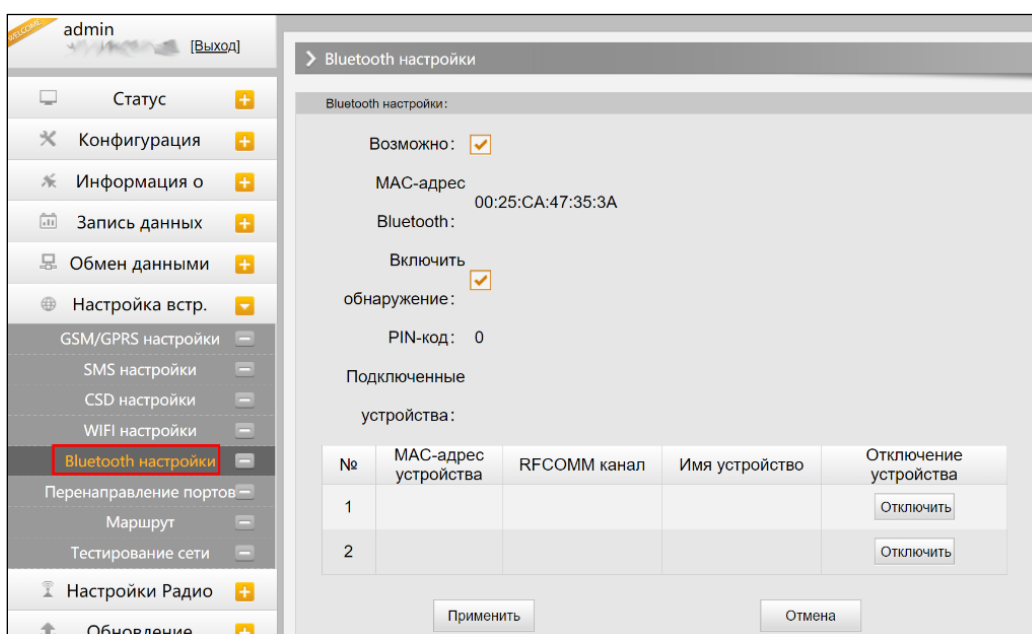 WELCOME
admin
[Выход]
Статус
Конфигурация
Информация о
Запись данных
Обмен данными
Настройка встр.
GSM/GPRS настройки
SMS настройки
CSD настройки
WIFI настройки
Bluetooth настройки
Перенаправление портов
Маршрут
Тестирование сети
Настройки Радио
Обновление
Bluetooth настройки
Bluetooth настройки:
Возможно:
MAC-адрес
00:25:CA:47:35:3A
Bluetooth:
Включить
обнаружение:
PIN-код: 0
Подключенные
устройства:
№ MAC-адрес устройства RFCOMM канал Имя устройство Отключение устройства
1 Отключить
2 Отключить
Применить Отмена